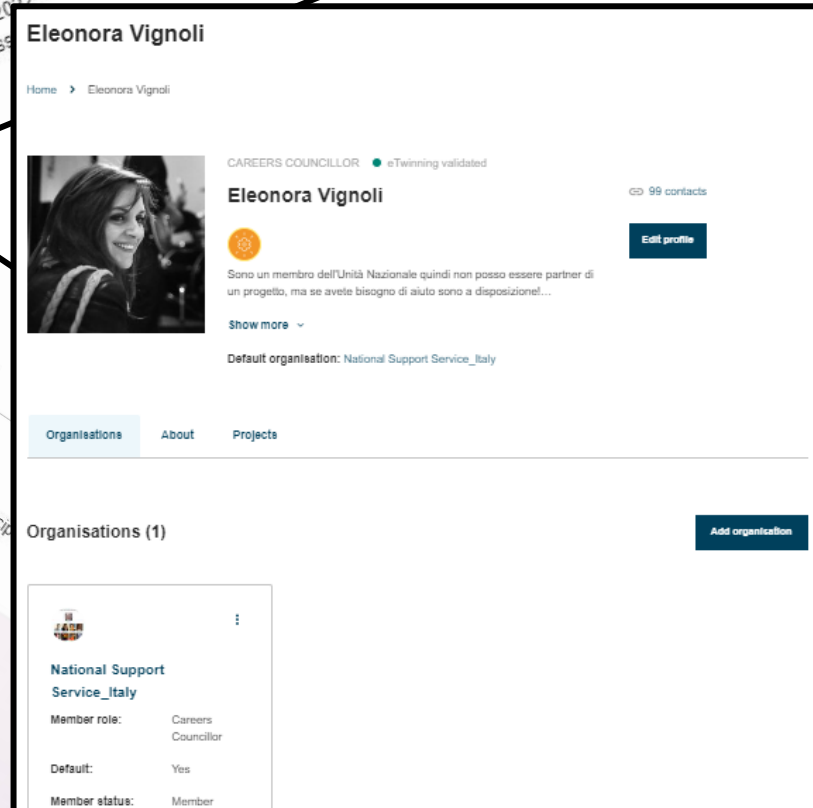 Eleonora Vignoli
Home > Eleonora Vignoli
CAREERS COUNCILLOR ● eTwinning validated
Eleonora Vignoli
99 contacts
Edit profile
Sono un membro dell'Unità Nazionale quindi non posso essere partner di
un progetto, ma se avete bisogno di aiuto sono a disposizione!...
Show more
Default organisation: National Support Service_Italy
Organisations About Projects
Organisations (1)
Add organisation
National Support
Service_Italy
Member role: Careers
Councillor
Default: Yes
Member status: Member